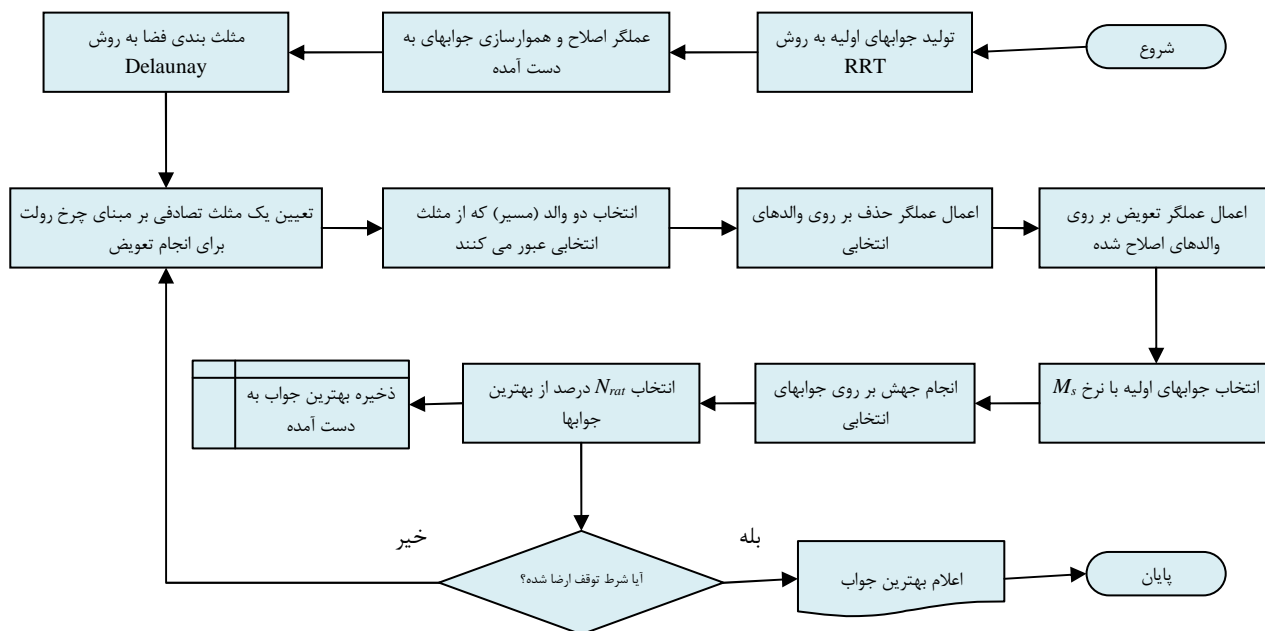 شروع
تولید جوابهای اولیه به روش
RRT
عملگر اصلاح و هموارسازی جوابهای به
دست آمده
مثلث بندی فضا به روش
Delaunay
تعیین یک مثلث تصادفی بر مبنای چرخ رولت
برای انجام تعویض
انتخاب دو والد (مسیر) که از مثلث
انتخابی عبور می کنند
اعمال عملگر حذف بر روی والدهای
انتخابی
اعمال عملگر تعویض بر روی
والدهای اصلاح شده
انتخاب جوابهای اولیه با نرخ Ms
انجام جهش بر روی جوابهای
انتخابی
انتخاب Nrat درصد از بهترین
جوابها
ذخیره بهترین جواب به
دست آمده
آیا شرط توقف ارضا شده؟
خیر
بله
اعلام بهترین جواب
پایان